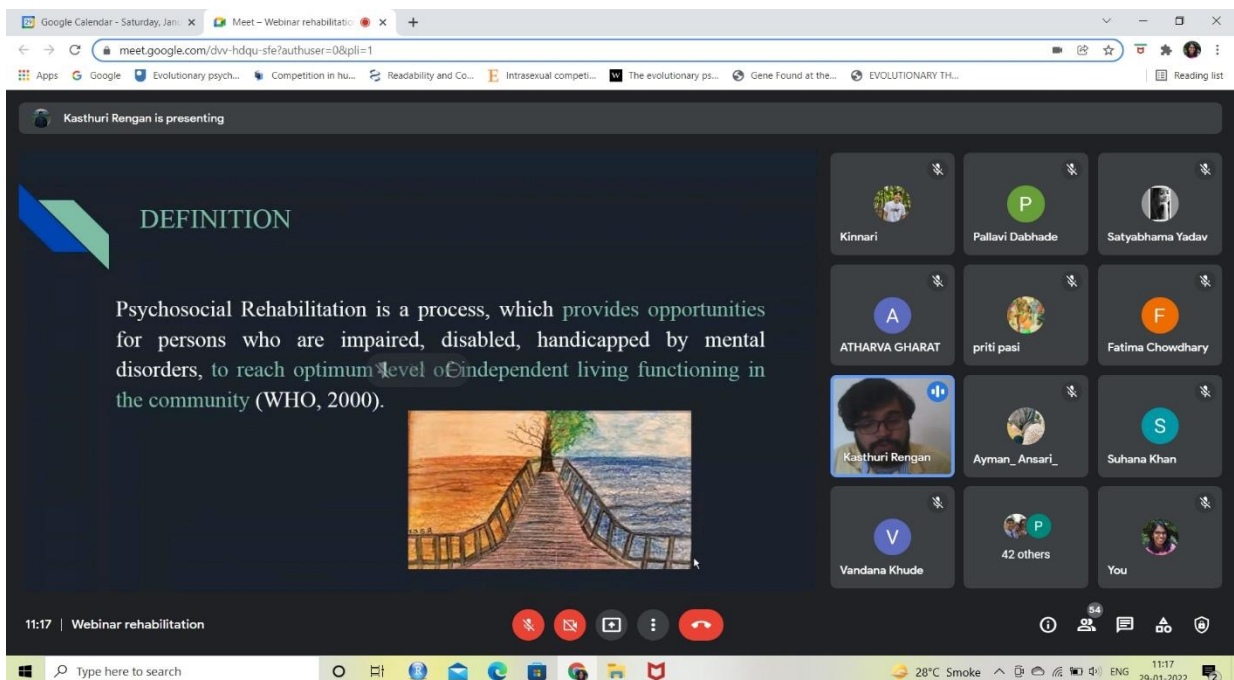 Google Calendar - Saturday, Jan
Meet – Webinar rehabilitatio
meet.google.com/dvv-hdqu-sfe?authuser=0&pli=1
Apps Google Evolutionary psych... Competition in hu... Readability and Co... Intrasexual competi... The evolutionary ps... Gene Found at the... EVOLUTIONARY TH... Reading list
Kasthuri Rengan is presenting
DEFINITION
Psychosocial Rehabilitation is a process, which provides opportunities
for persons who are impaired, disabled, handicapped by mental
disorders, to reach optimum level of independent living functioning in
the community (WHO, 2000).
Kinnari
P
Pallavi Dabhade
Satyabhama Yadav
A
ATHARVA GHARAT
priti pasi
F
Fatima Chowdhary
Kasthuri Rengan
Ayman_Ansari_
S
Suhana Khan
V
Vandana Khude
P
42 others
You
11:17 | Webinar rehabilitation
54
Type here to search
28°C Smoke
ENG
11:17
29-01-2022
2